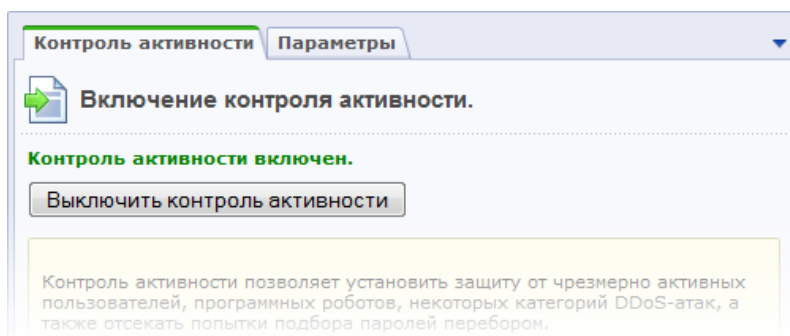 Контроль активности Параметры
Включение контроля активности.
Контроль активности включен.
Выключить контроль активности
Контроль активности позволяет установить защиту от чрезмерно активных
пользователей, программных роботов, некоторых категорий DDoS-атак, а
также отсекать попытки подбора паролей перебором.